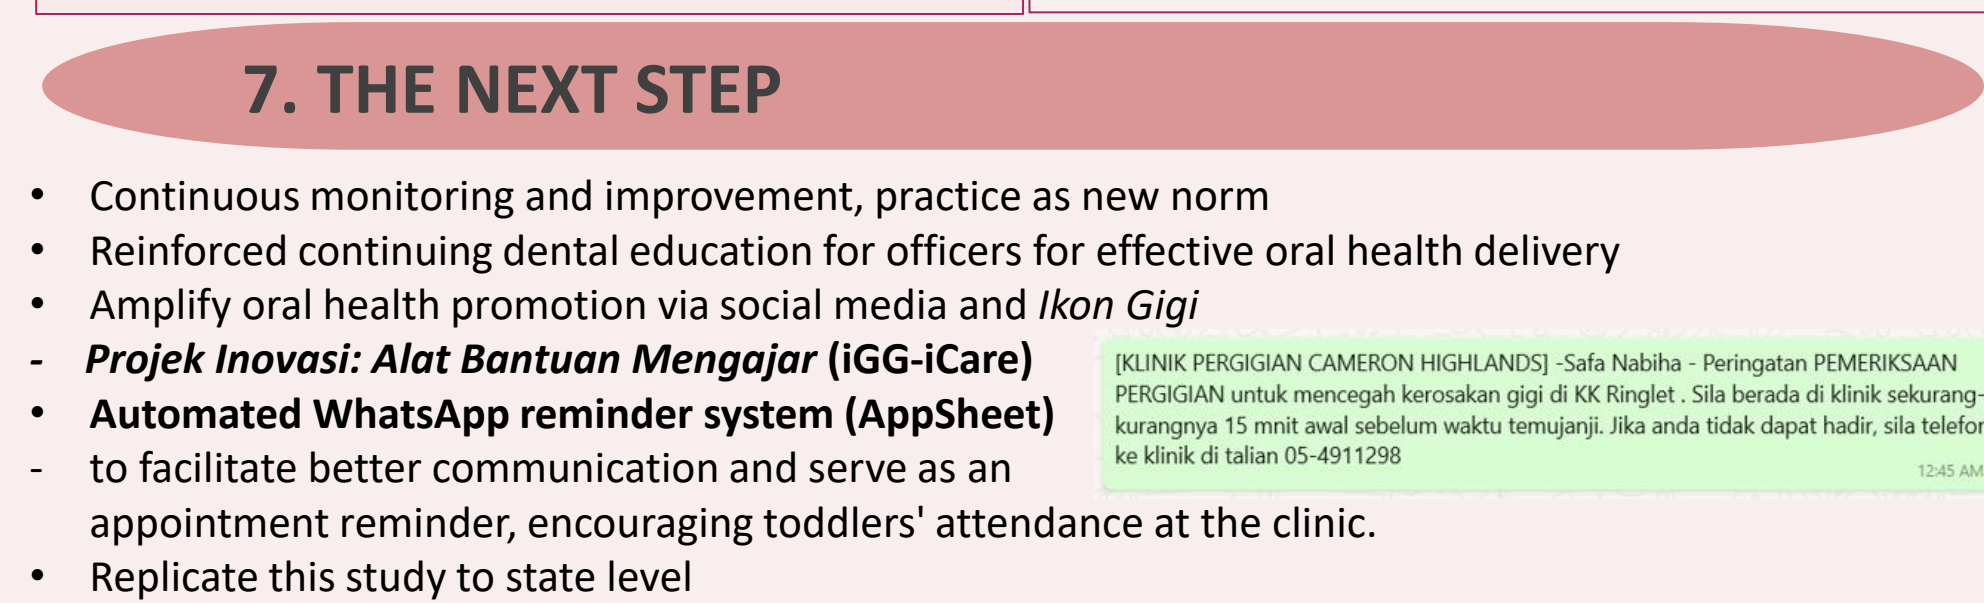 7. THE NEXT STEP
• Continuous monitoring and improvement, practice as new norm
• Reinforced continuing dental education for officers for effective oral health delivery
• Amplify oral health promotion via social media and Ikon Gigi
- Projek Inovasi: Alat Bantuan Mengajar (iGG-iCare)
• Automated WhatsApp reminder system (AppSheet)
- to facilitate better communication and serve as an
appointment reminder, encouraging toddlers' attendance at the clinic.
• Replicate this study to state level
[KLINIK PERGIGIAN CAMERON HIGHLANDS] -Safa Nabiha - Peringatan PEMERIKSAAN
PERGIGIAN untuk mencegah kerosakan gigi di KK Ringlet . Sila berada di klinik sekurang-
kurangnya 15 mnit awal sebelum waktu temujanji. Jika anda tidak dapat hadir, sila telefon
ke klinik di talian 05-4911298
12:45 AM